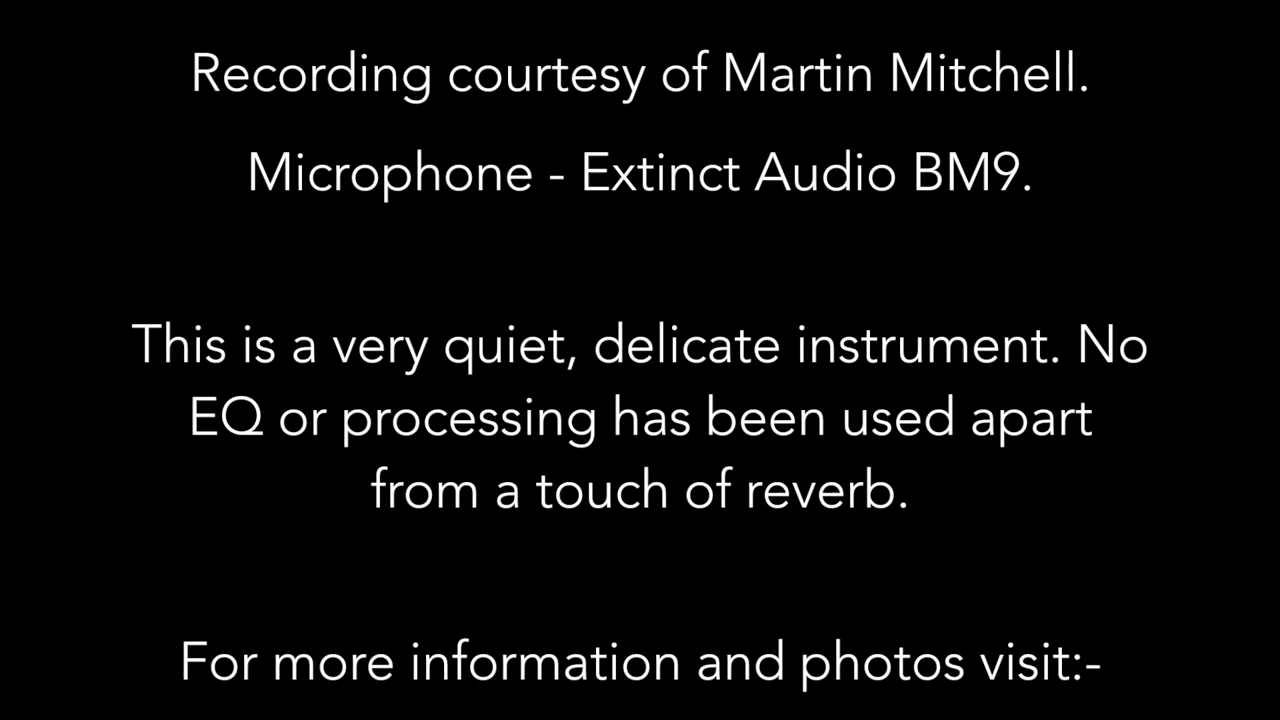 Recording courtesy of Martin Mitchell.
Microphone - Extinct Audio BM9.
This is a very quiet, delicate instrument. No
EQ or processing has been used apart
from a touch of reverb.
For more information and photos visit:-